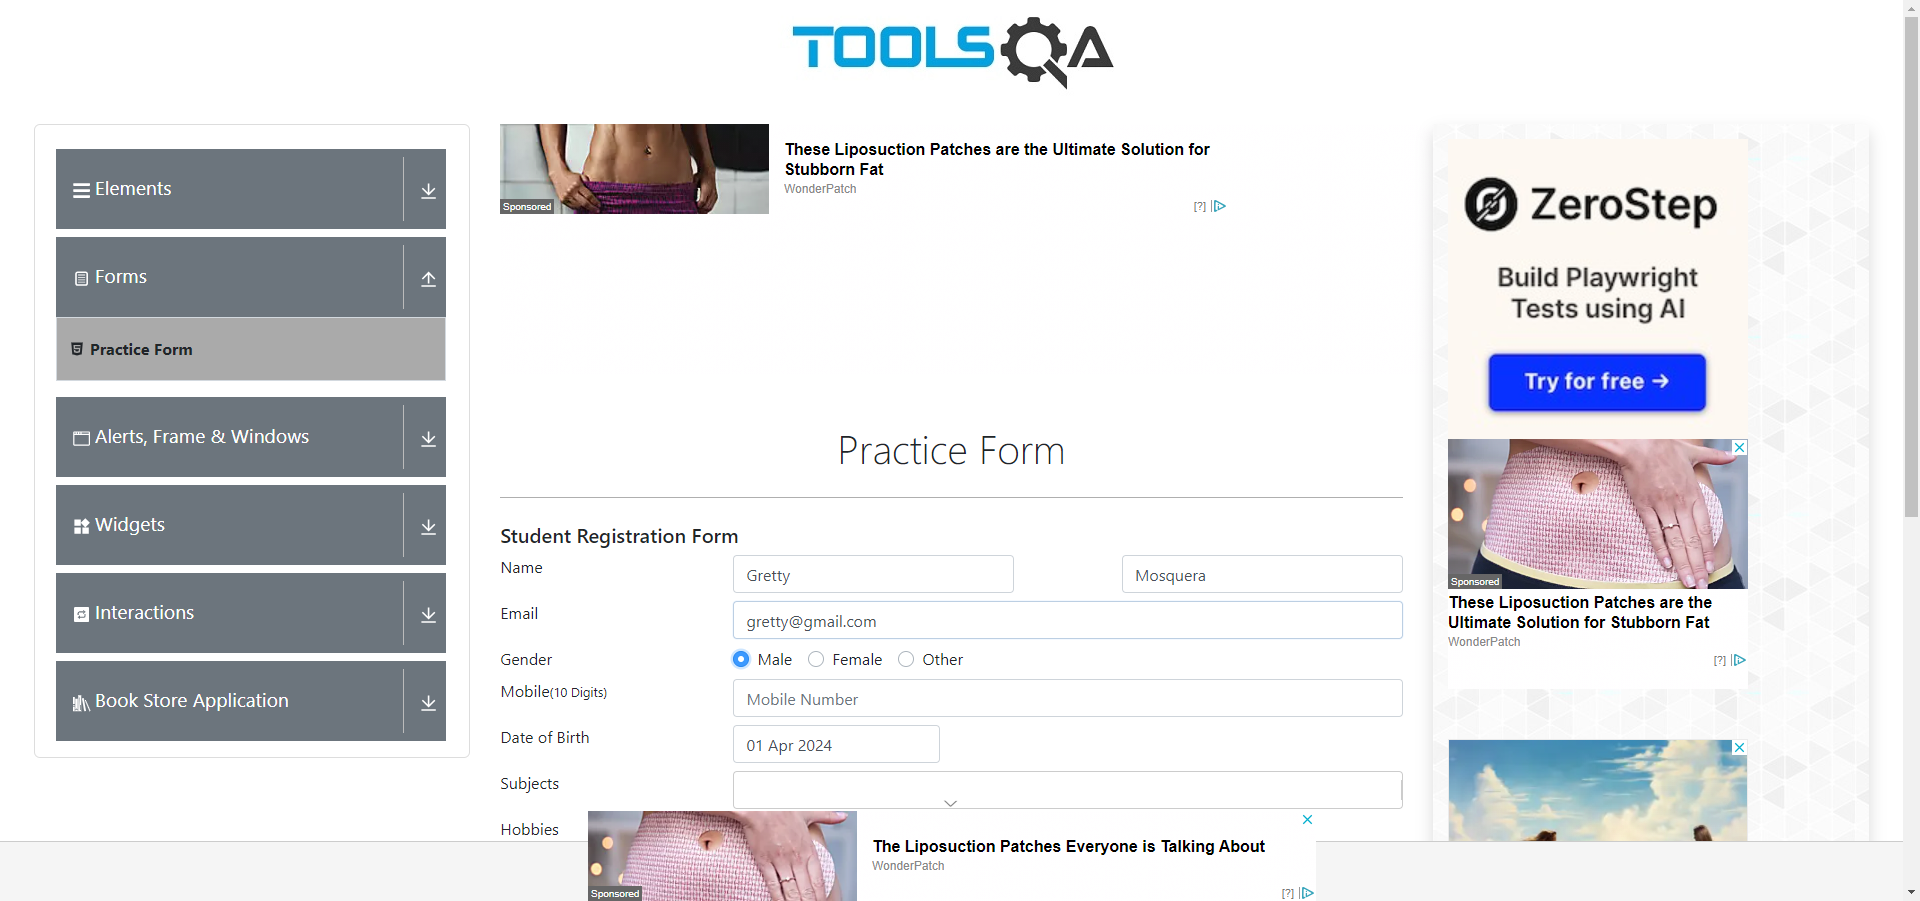 TOOLSQA
Elements
Forms
Practice Form
Alerts, Frame & Windows
Widgets
Interactions
Book Store Application
Sponsored
These Liposuction Patches are the Ultimate Solution for
Stubborn Fat
WonderPatch
[?]
Practice Form
Student Registration Form
Name
Gretty
Mosquera
Email
gretty@gmail.com
Gender
Male
Female
Other
Mobile(10 Digits)
Mobile Number
Date of Birth
01 Apr 2024
Subjects
Hobbies
Sponsored
The Liposuction Patches Everyone is Talking About
WonderPatch
[?]
ZeroStep
Build Playwright
Tests using AI
Try for free →
Sponsored
These Liposuction Patches are the
Ultimate Solution for Stubborn Fat
WonderPatch
[?]